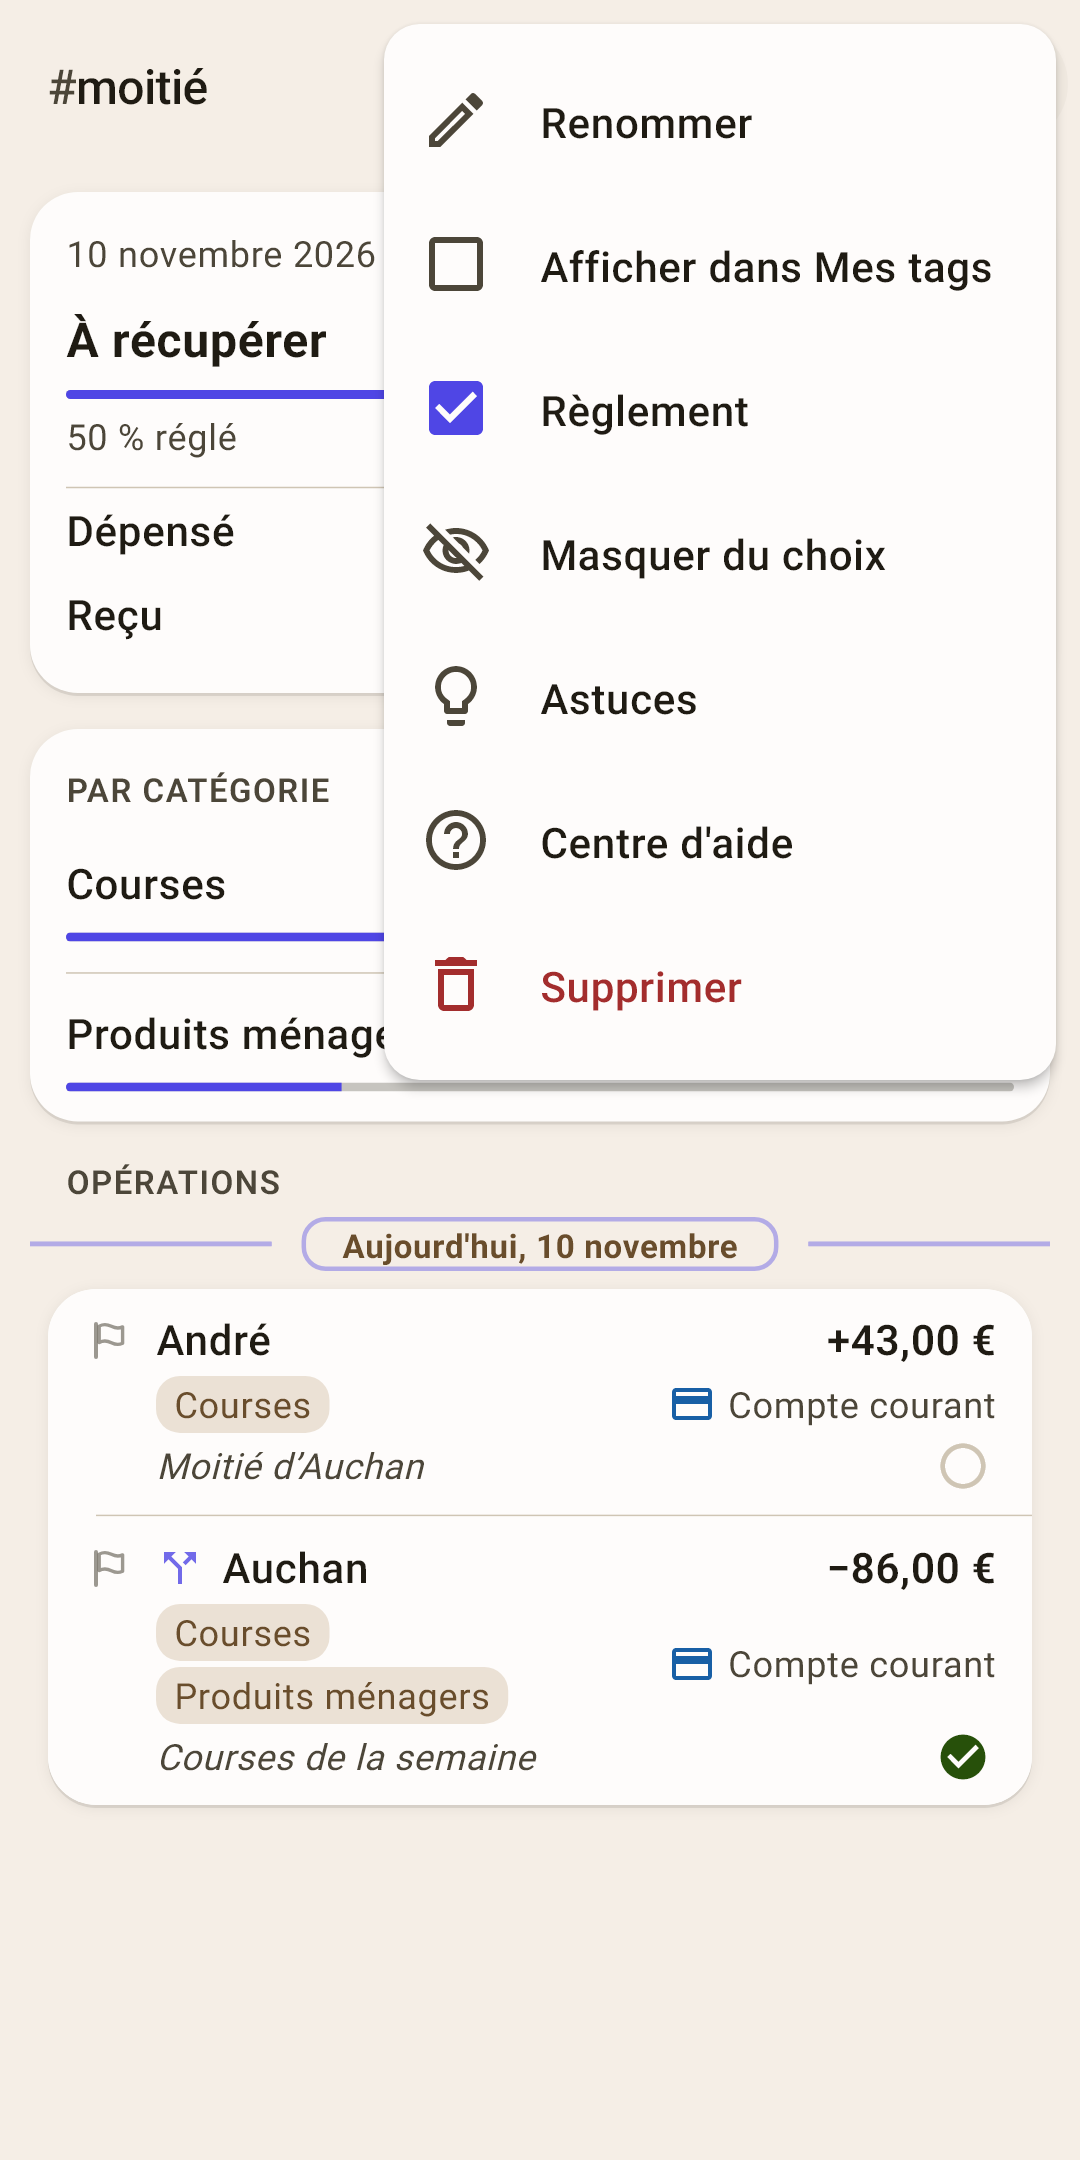 #moitié
Renommer
Afficher dans Mes tags
Règlement
Masquer du choix
Astuces
Centre d'aide
Supprimer
10 novembre 2026
À récupérer
50 % réglé
Dépensé
Reçu
PAR CATÉGORIE
Courses
Produits
OPÉRATIONS
Aujourd'hui, 10 novembre
André
+43,00 €
Courses
Compte courant
Moitié d’Auchan
Auchan
−86,00 €
Courses
Produits ménagers
Compte courant
Courses de la semaine